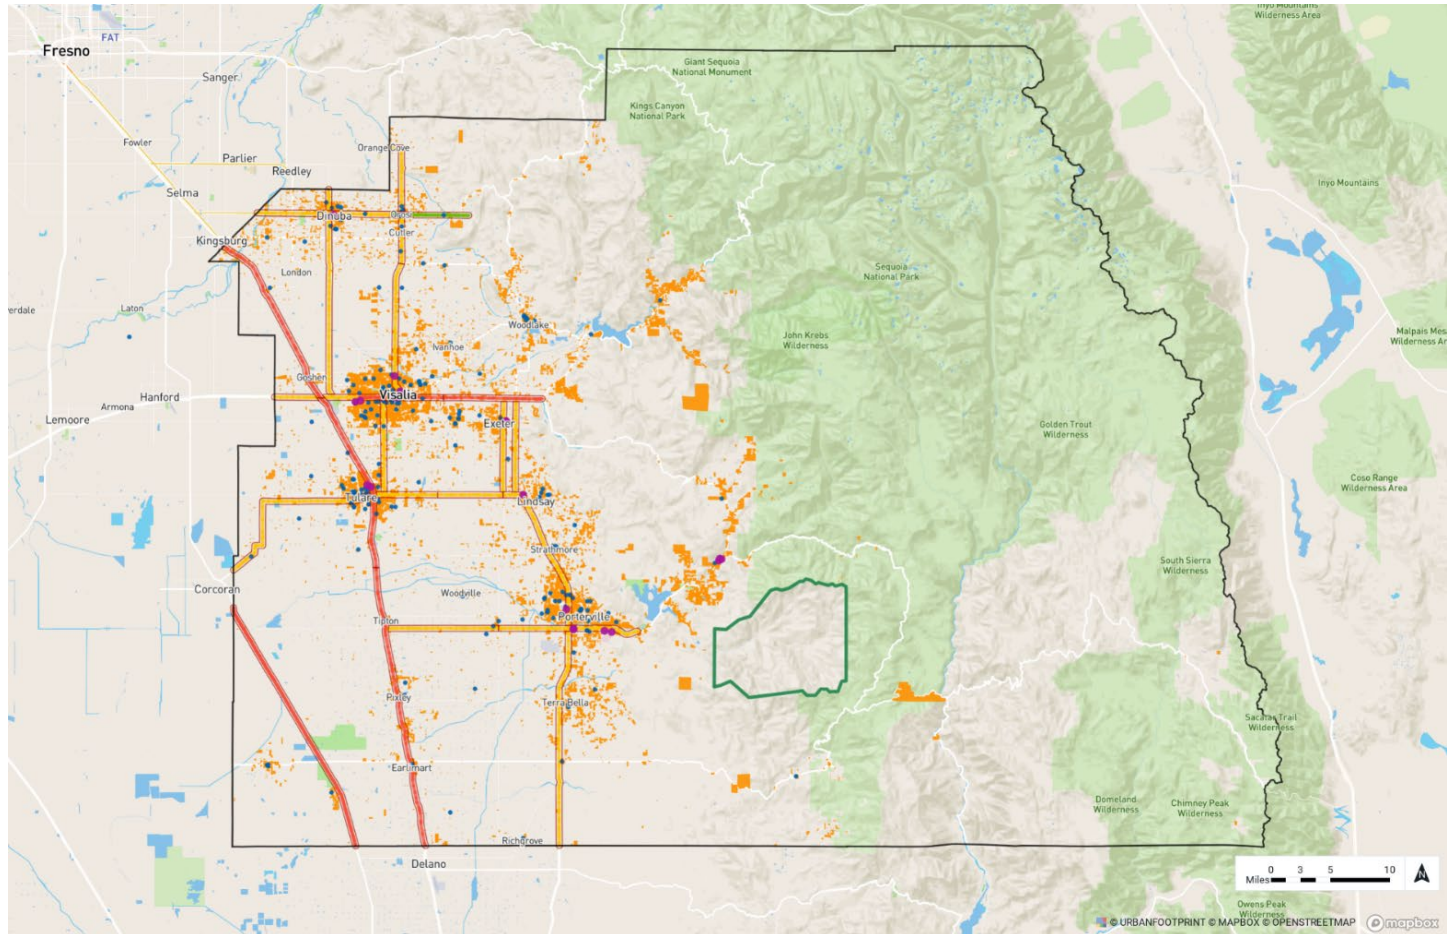 Inyo Mountains
Wilderness Area
FAT
Fresno
Giant Sequoia
National Monument
Sanger
Kings Canyon
National Park
Fowler
Orange Cove
Parlier
Reedley
Selma
Inyo Mountains
Dinuba
Orosi
Cutler
Kingsburg
London
Sequoia
National Park
Laton
verdale
Woodlake
Malpais Mes
Wilderness Ar
John Krebs
Wilderness
Ivanhoe
Goshen
Visalia
Hanford
Armona
Lemoore
Exeter
Golden Trout
Wilderness
Coso Range
Wilderness Area
Tulare
Lindsay
Strathmore
South Sierra
Wilderness
Corcoran
Woodville
Porterville
Tipton
Pixley
Terra Bella
Sacatar Trail
Wilderness
Earlimart
Domeland
Wilderness
Chimney Peak
Wilderness
Richgrove
Delano
0 3 5 10
Miles
N
Owens Peak
Wilderness
© URBANFOOTPRINT © MAPBOX © OPENSTREETMAP
mapbox